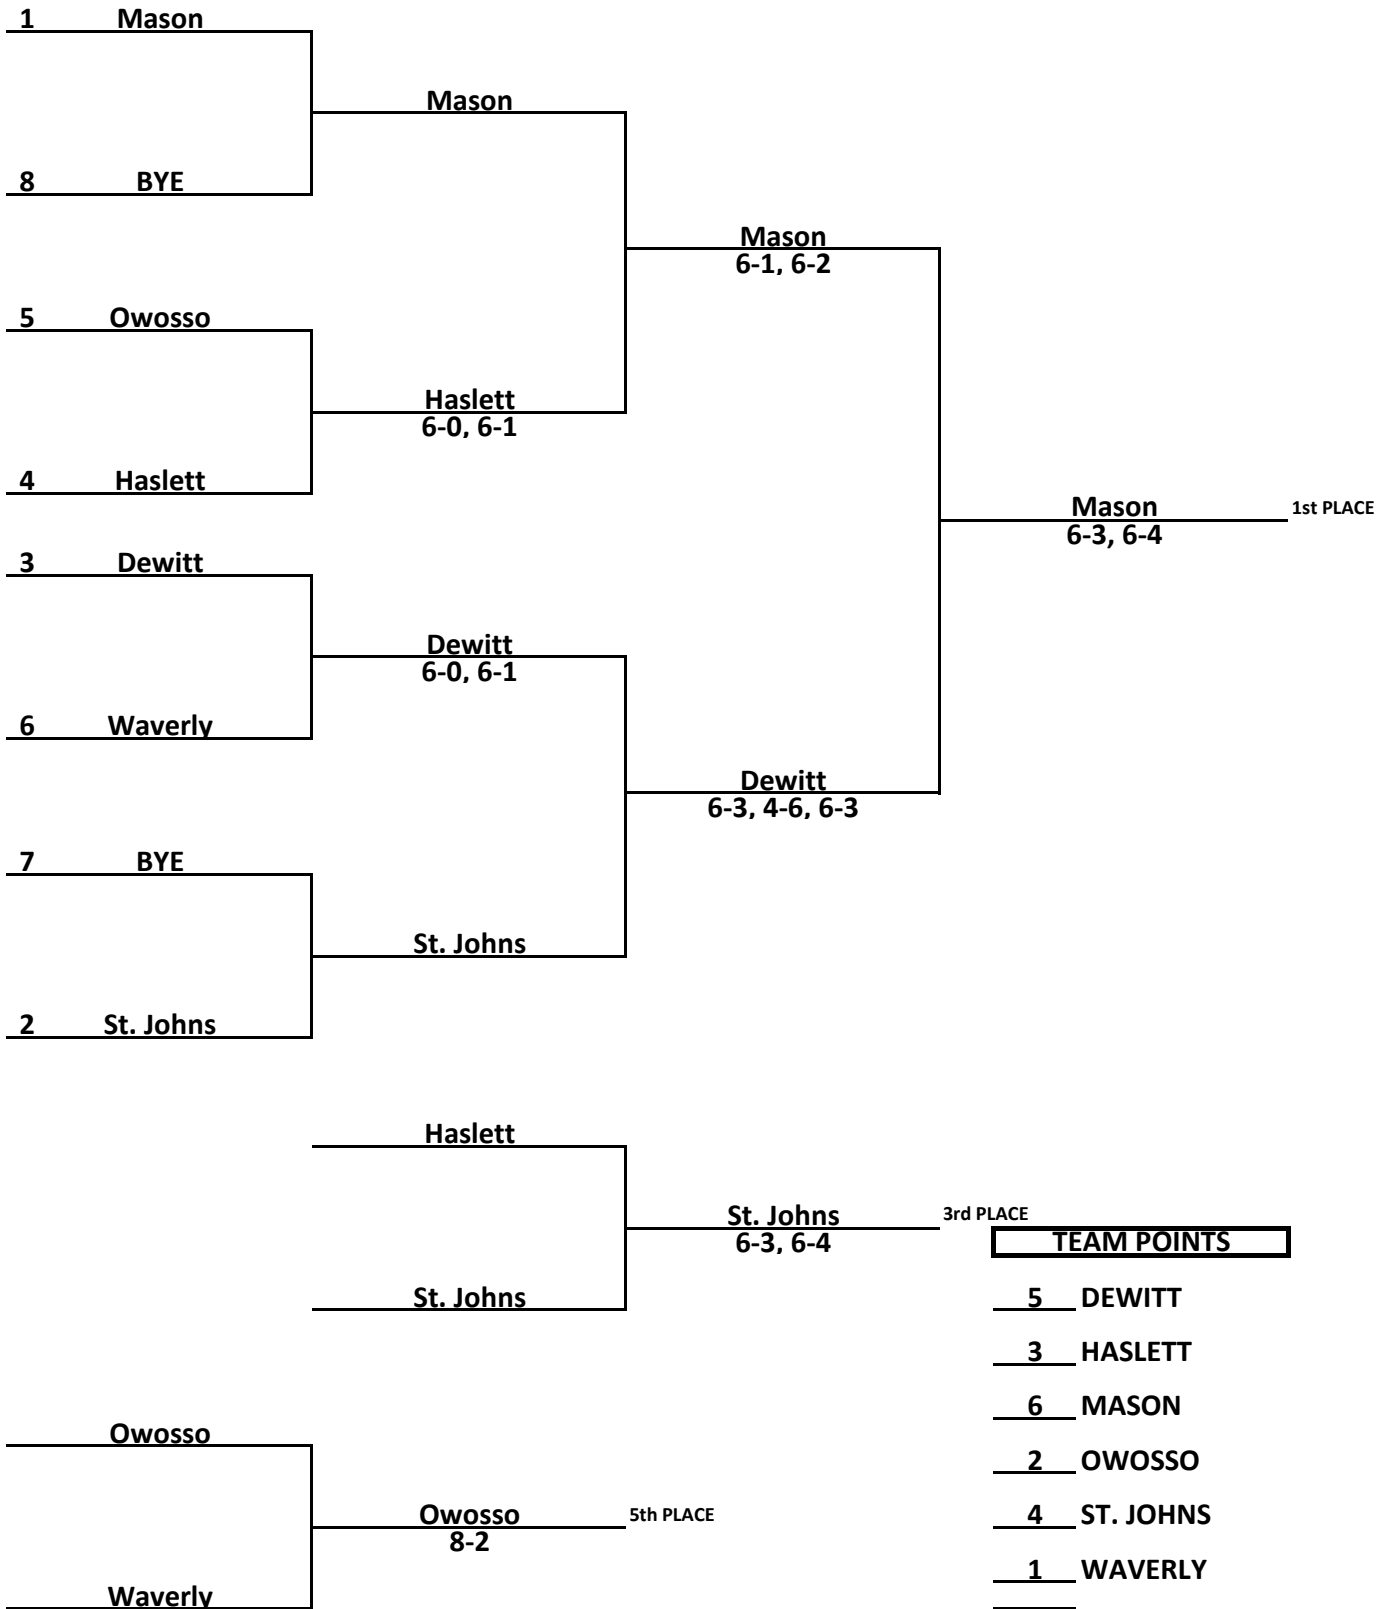 1 Mason
Mason
8 BYE
Mason
6-1, 6-2
5 Owosso
Haslett
6-0, 6-1
4 Haslett
Mason 1st PLACE
6-3, 6-4
3 Dewitt
Dewitt
6-0, 6-1
6 Waverly
Dewitt
6-3, 4-6, 6-3
7 BYE
St. Johns
2 St. Johns
Haslett
St. Johns 3rd PLACE
6-3, 6-4
St. Johns
TEAM POINTS
5 DEWITT
3 HASLETT
6 MASON
2 OWOSSO
4 ST. JOHNS
1 WAVERLY
Owosso
Owosso 5th PLACE
8-2
Waverly